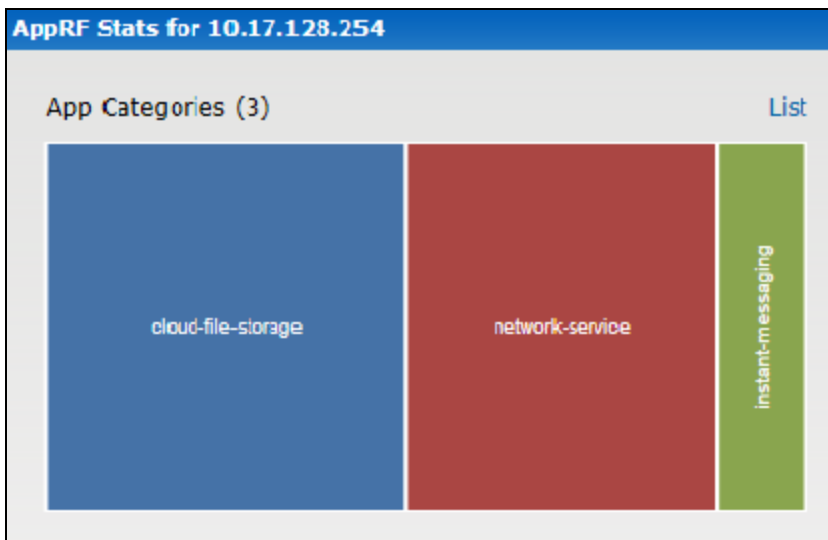 AppRF Stats for 10.17.128.254
App Categories (3)
List
cloud-file-storage
network-service
instant-messaging